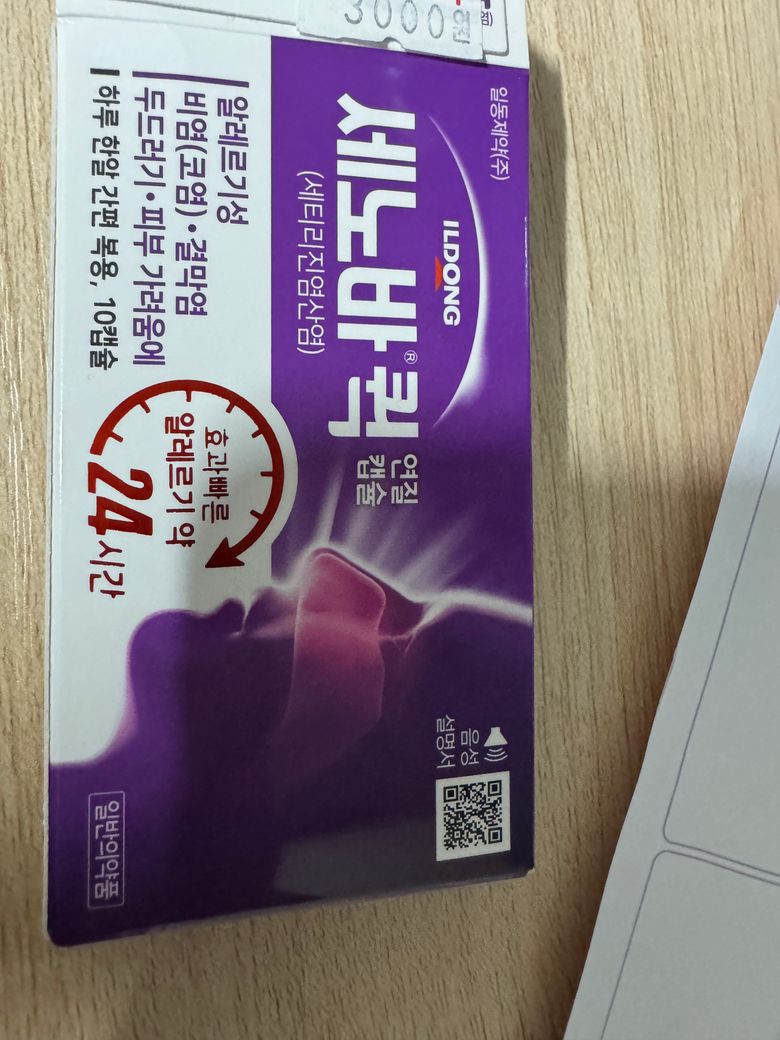 3000
일동제약(주)
ILDONG
세노바퀵®
연질
캡슐
(세티리진염산염)
알레르기성
비염(코염)·결막염
두드러기·피부 가려움에
하루 한알 간편 복용, 10캡슐
효과빠른
알레르기 약
24시간
음성
설명서
일반의약품